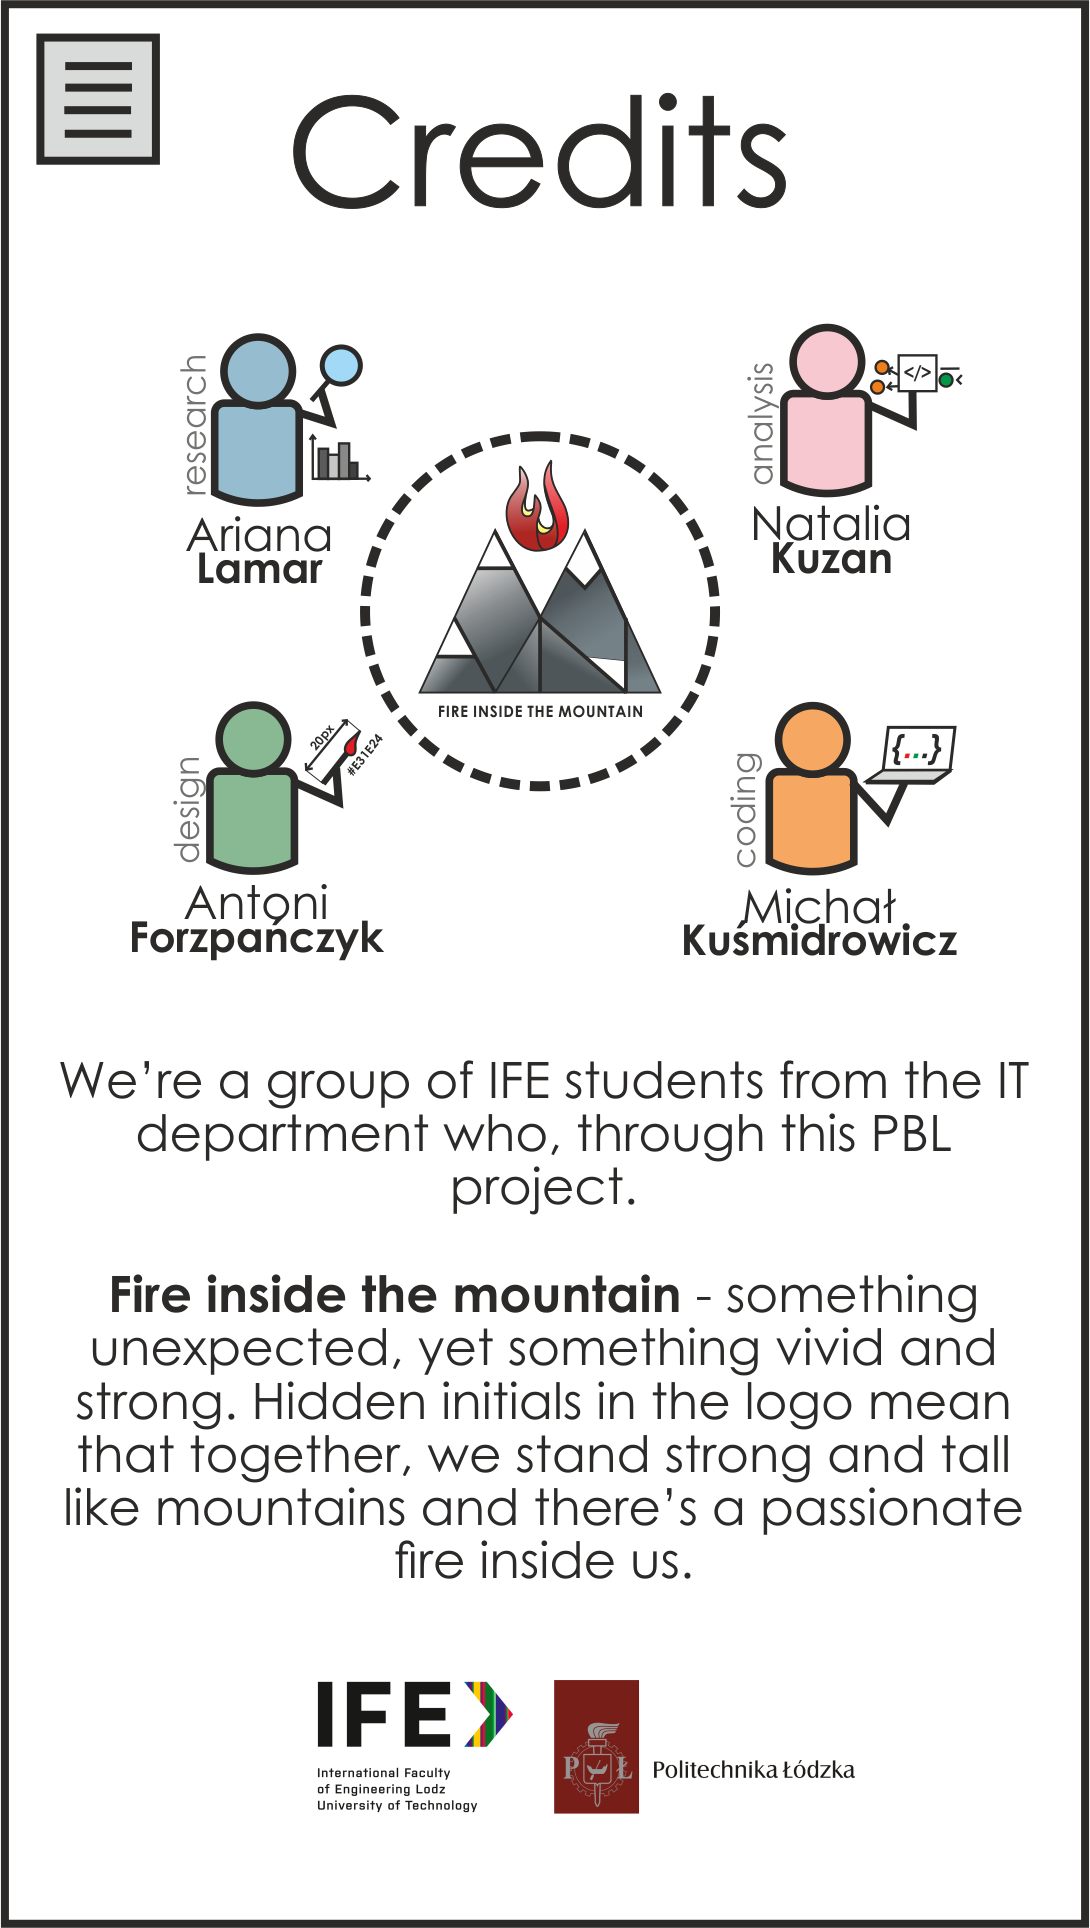 Credits
research
Ariana
Lamar
analysis
</>
Natalia
Kuzan
FIRE INSIDE THE MOUNTAIN
design
20px
#E31E24
Antoni
Forzpańczyk
coding
{...}
Michał
Kuśmidrowicz
We’re a group of IFE students from the IT
department who, through this PBL
project.
Fire inside the mountain - something
unexpected, yet something vivid and
strong. Hidden initials in the logo mean
that together, we stand strong and tall
like mountains and there’s a passionate
fire inside us.
IFE
International Faculty
of Engineering Lodz
University of Technology
P Ł
Politechnika Łódzka